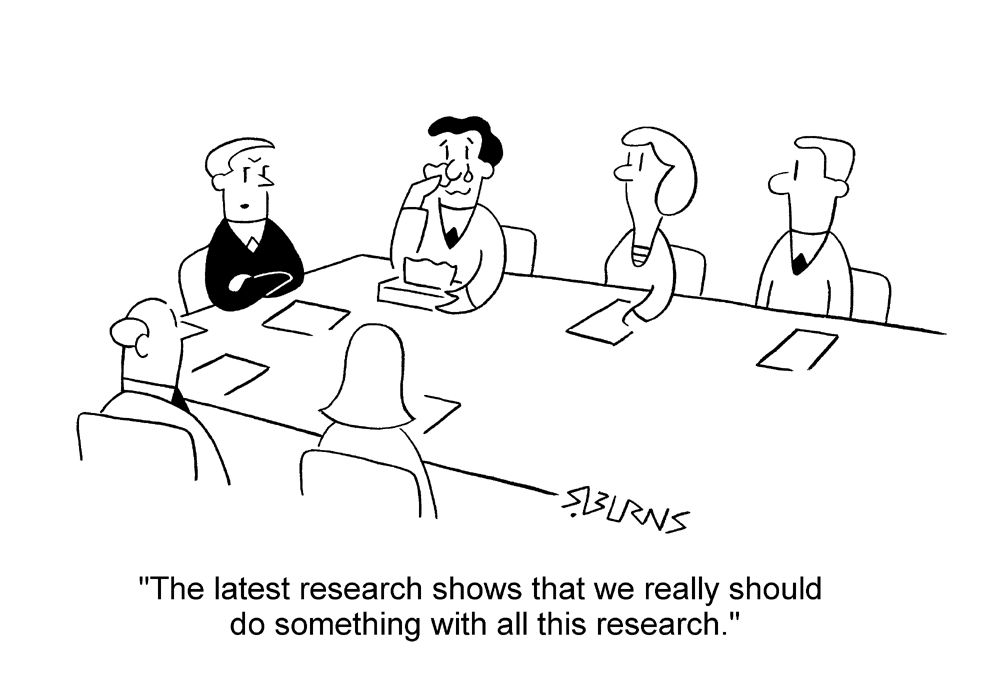 S.BURNS
"The latest research shows that we really should
do something with all this research."